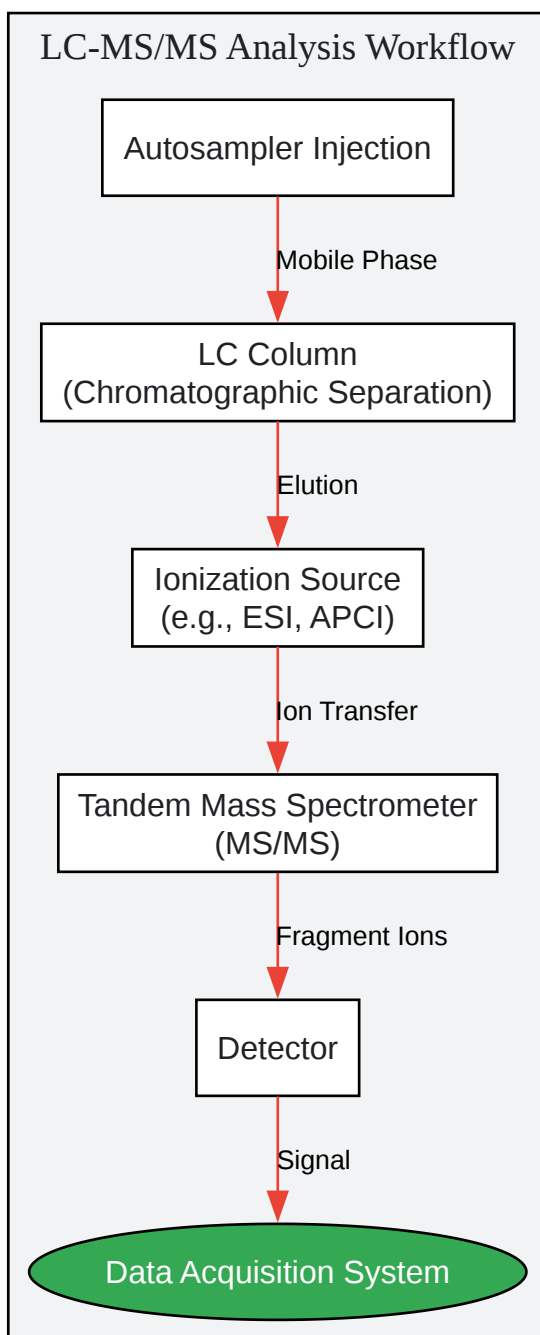 LC-MS/MS Analysis Workflow
Autosampler Injection
Mobile Phase
LC Column
(Chromatographic Separation)
Elution
Ionization Source
(e.g., ESI, APCI)
Ion Transfer
Tandem Mass Spectrometer
(MS/MS)
Fragment Ions
Detector
Signal
Data Acquisition System